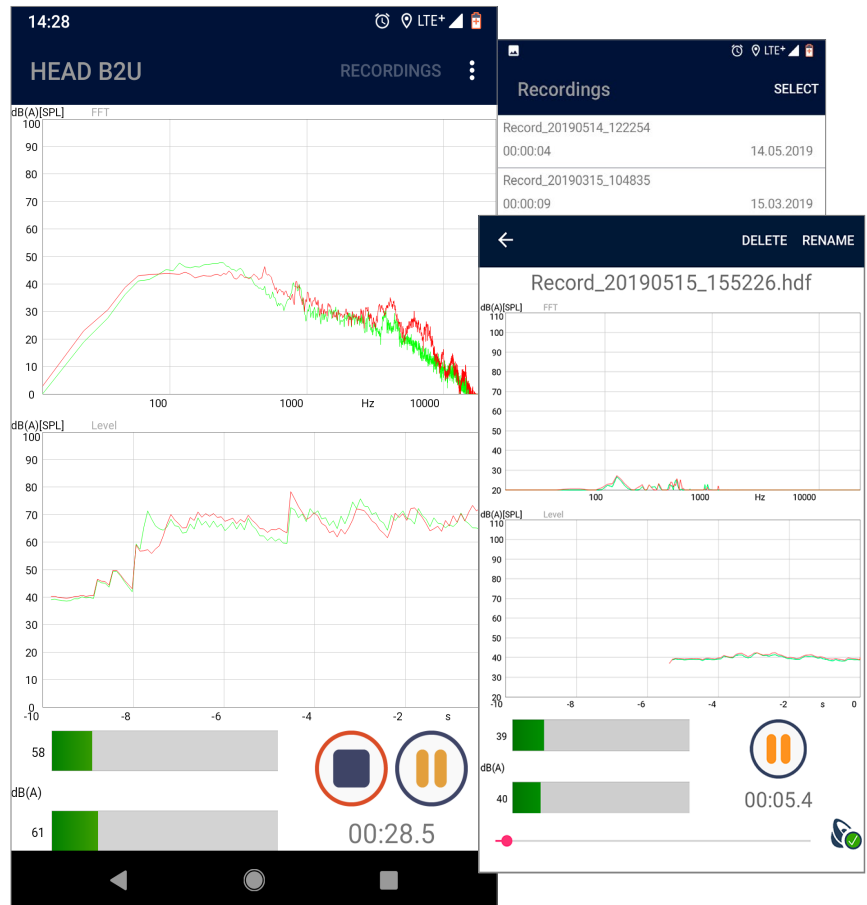 14:28
LTE+
HEAD B2U
RECORDINGS
dB(A)[SPL]
FFT
100
90
80
70
60
50
40
30
20
10
0
100
1000
Hz
10000
dB(A)[SPL]
Level
100
90
80
70
60
50
40
30
20
10
0
-10
-8
-6
-4
-2
s
58
dB(A)
61
00:28.5
LTE+
Recordings
SELECT
Record_20190514_122254
00:00:04
14.05.2019
Record_20190315_104835
00:00:09
15.03.2019
DELETE
RENAME
Record_20190515_155226.hdf
dB(A)[SPL]
FFT
110
100
90
80
70
60
50
40
30
20
100
1000
Hz
10000
dB(A)[SPL]
Level
110
100
90
80
70
60
50
40
30
20
-10
-8
-6
-4
-2
s
0
39
dB(A)
40
00:05.4